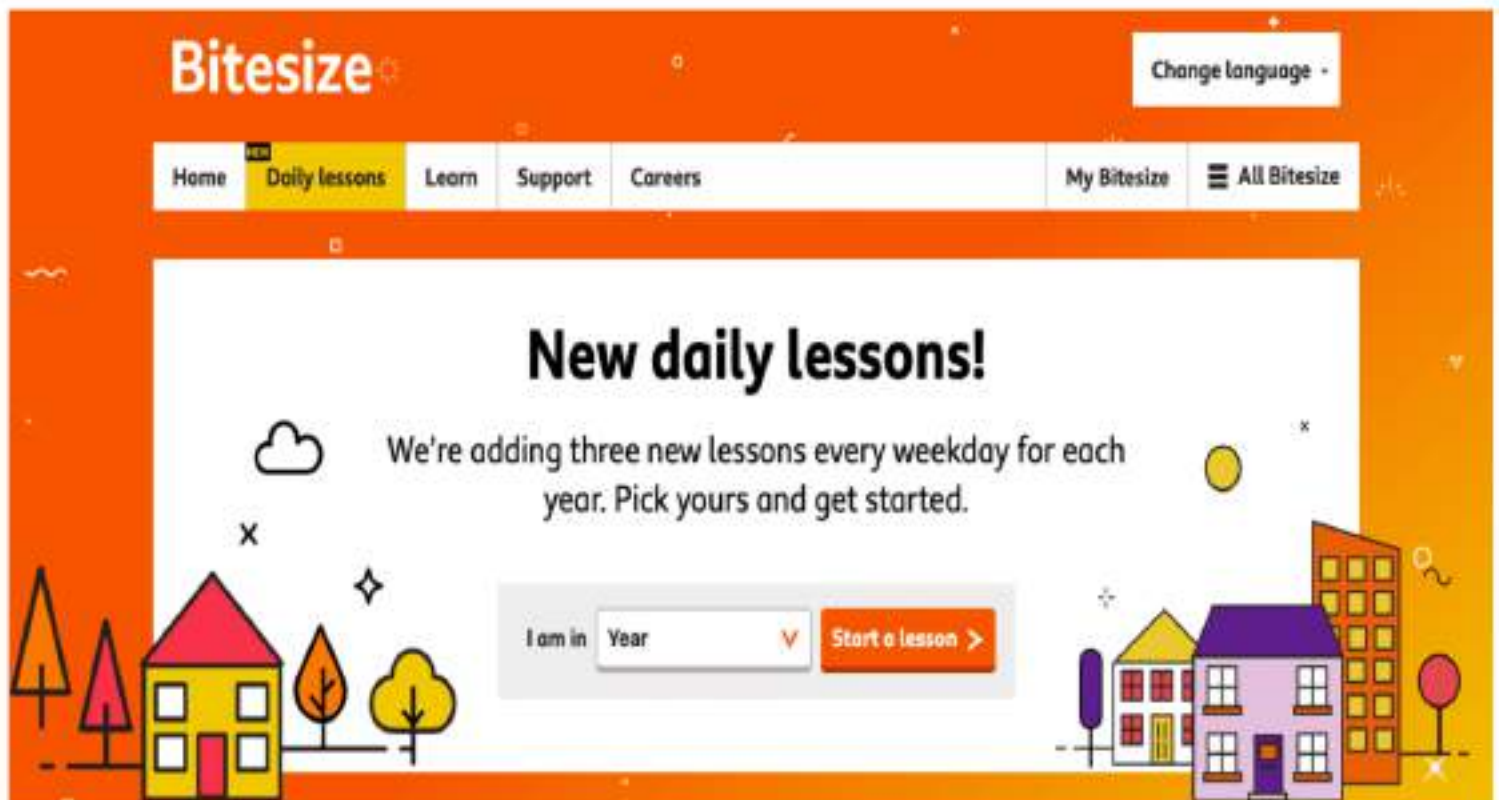 Bitesize
Change language
NEW
Home Daily lessons Learn Support Careers My Bitesize All Bitesize
New daily lessons!
We're adding three new lessons every weekday for each
year. Pick yours and get started.
I am in Year Start a lesson >